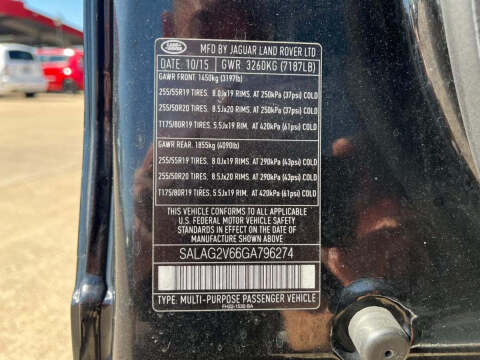 LAND ROVER
MFD BY JAGUAR LAND ROVER LTD
DATE 10/15 GWR 3260KG (7187LB)
GAWR FRONT 1450kg (3197lb)
255/55R19 TIRES. 8.0Jx19 RIMS. AT 250kPa (37psi) COLD
255/50R20 TIRES. 8.5Jx20 RIMS. AT 250kPa (37psi) COLD
T175/80R19 TIRES. 5.5Jx19 RIM. AT 420kPa (61psi) COLD
GAWR REAR. 1855kg (4090lb)
255/55R19 TIRES. 8.0Jx19 RIMS AT 290kPa (43psi) COLD
255/50R20 TIRES. 8.5Jx20 RIMS AT 290kPa (43psi) COLD
T175/80R19 TIRES. 5.5Jx19 RIM. AT 420kPa (61psi) COLD
THIS VEHICLE CONFORMS TO ALL APPLICABLE
U.S. FEDERAL MOTOR VEHICLE SAFETY
STANDARDS IN EFFECT ON THE DATE
OF MANUFACTURE SHOWN ABOVE
SALAG2V66GA796274
TYPE: MULTI-PURPOSE PASSENGER VEHICLE